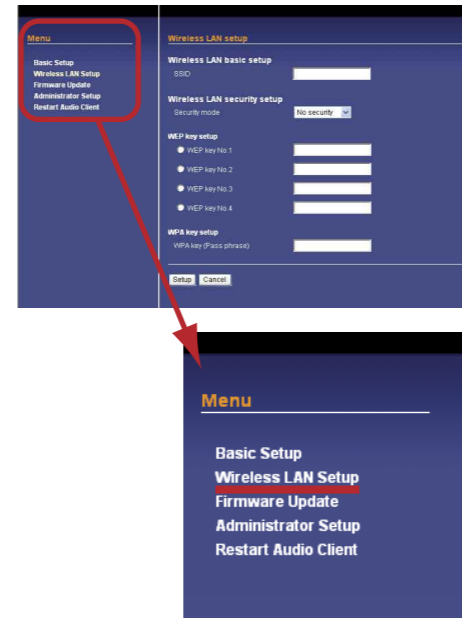 Menu
Basic Setup
Wireless LAN Setup
Firmware Update
Administrator Setup
Restart Audio Client
Wireless LAN setup
Wireless LAN basic setup
SSID
Wireless LAN security setup
Security mode No security
WEP key setup
WEP key No.1
WEP key No.2
WEP key No.3
WEP key No.4
WPA key setup
WPA key (Pass phrase)
Setup Cancel
Menu
Basic Setup
Wireless LAN Setup
Firmware Update
Administrator Setup
Restart Audio Client